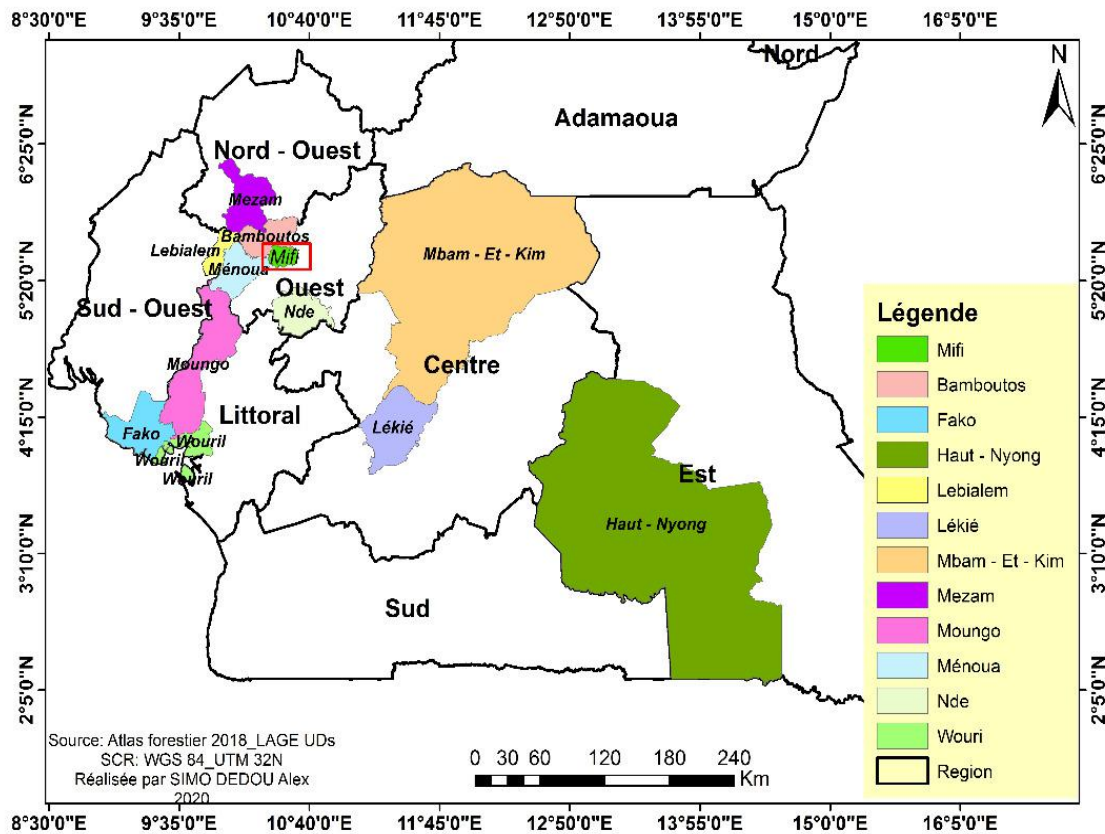 8°30'0"E 9°35'0"E 10°40'0"E 11°45'0"E 12°50'0"E 13°55'0"E 15°0'0"E 16°5'0"E
Nord
N
6°25'0"N
6°25'0"N
Adamaoua
Nord - Ouest
Mezam
Bamboutos
Lebialem
Mifi
Mbam - Et - Kim
Ménoua
5°20'0"N
5°20'0"N
Ouest
Sud - Ouest
Nde
Légende
Mifi
Bamboutos
Fako
Haut - Nyong
Lebialem
Lékié
Mbam - Et - Kim
Mezam
Moungo
Ménoua
Nde
Wouri
Region
Moungo
Centre
4°15'0"N
4°15'0"N
Littoral
Fako
Wouril
Lékié
Wouril
Wouril
Est
Haut - Nyong
3°10'0"N
3°10'0"N
Sud
2°5'0"N
2°5'0"N
Source: Atlas forestier 2018_LAGE UDs
SCR: WGS 84_UTM 32N
Réalisée par SIMO DEDOU Alex
2020
0 30 60 120 180 240
Km
8°30'0"E 9°35'0"E 10°40'0"E 11°45'0"E 12°50'0"E 13°55'0"E 15°0'0"E 16°5'0"E